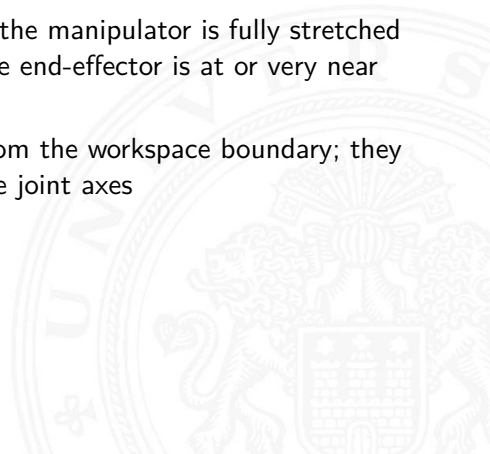 the manipulator is fully stretched
e end-effector is at or very near
om the workspace boundary; they
e joint axes
U N I V E R S